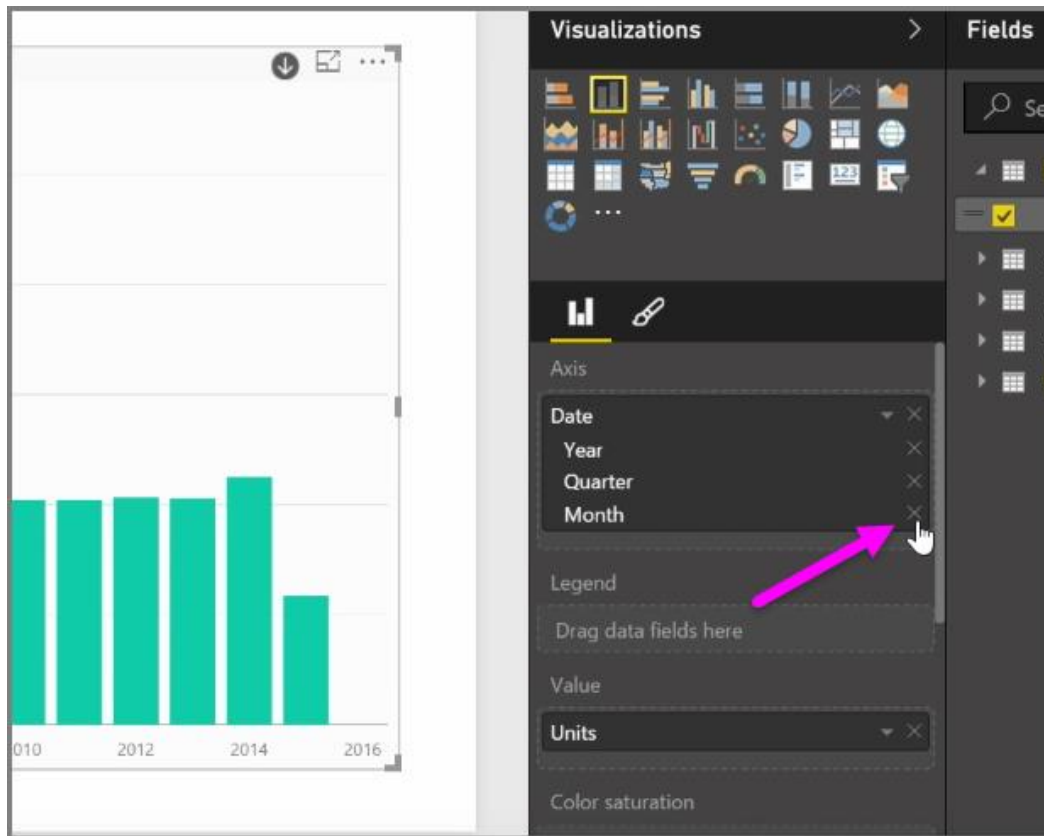 Visualizations
Fields
Se
123
Axis
Date
Year
Quarter
Month
Legend
Drag data fields here
Value
Units
Color saturation
010 2012 2014 2016